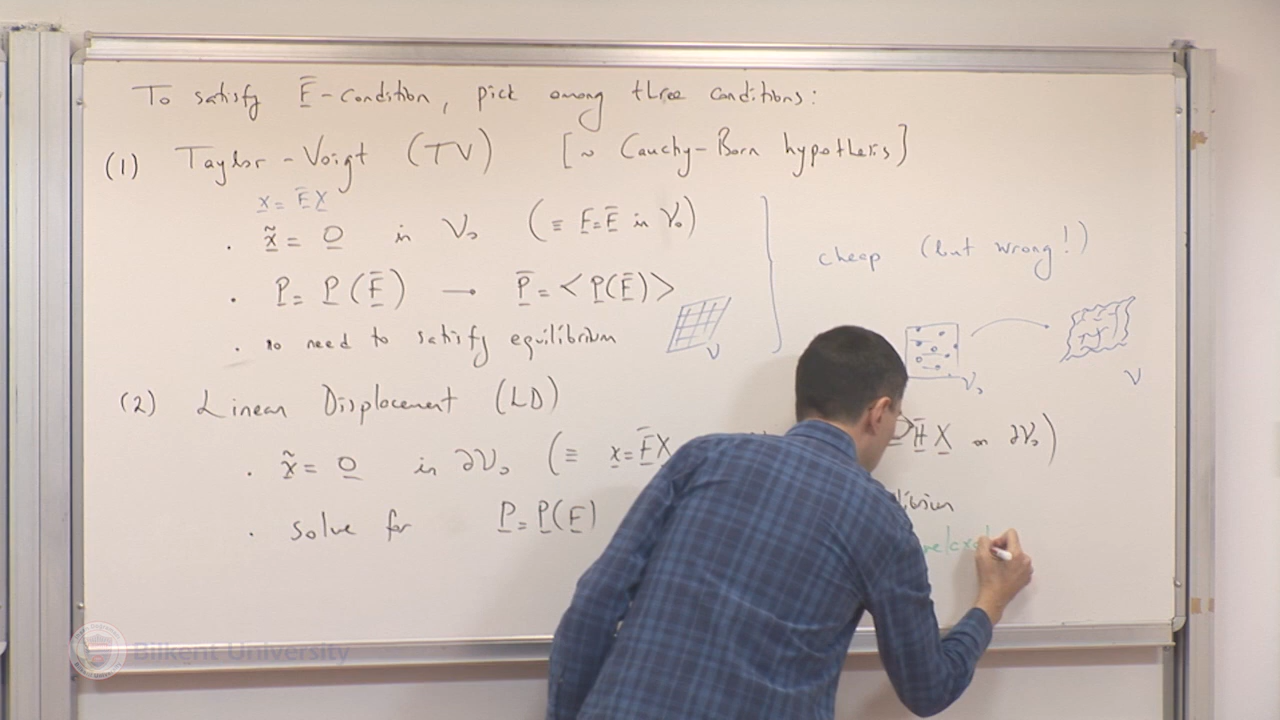 To satisfy F̄-condition, pick among three conditions:
(1) Taylor-Voigt (TV) [~ Cauchy-Born hypothesis]
x = F̄X
· x̃ = 0 in V₀ (≡ F=F̄ in V₀)
cheap (but wrong!)
· P = P(F̄) → P̄ = <P(F̄)>
· no need to satisfy equilibrium
V
V₀
V
(2) Linear Displacement (LD)
· x̃ = 0 in ∂V₀ (≡ x = F̄X H̄ X on ∂V₀)
· solve for P = P(F)
Bilkent University